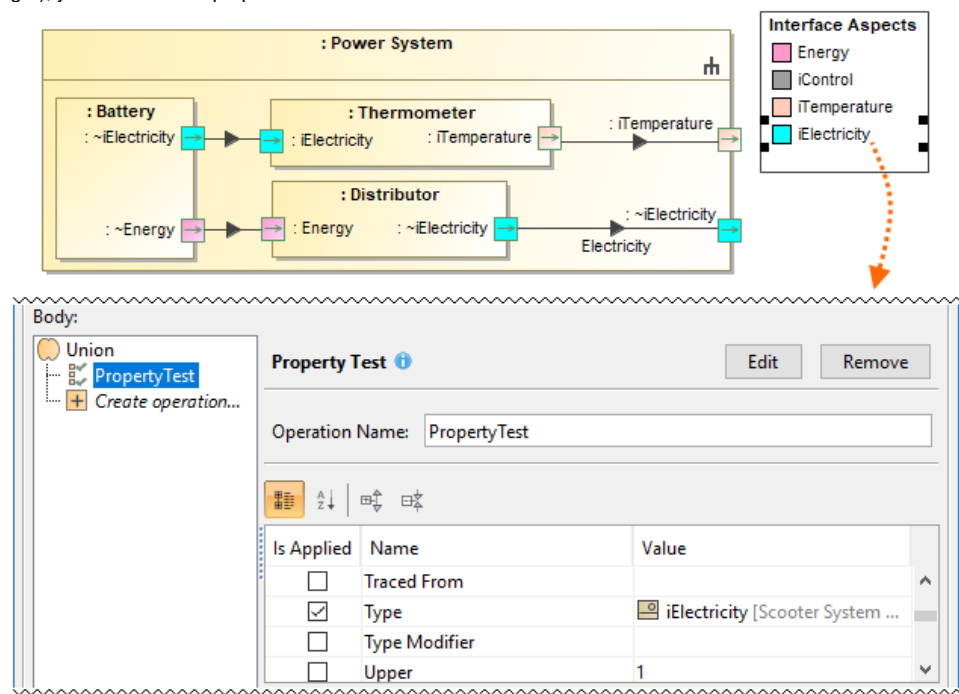 : Power System
Interface Aspects
Energy
iControl
iTemperature
iElectricity
: Battery
: ~iElectricity
: ~Energy
: Thermometer
: iElectricity
: iTemperature
: iTemperature
: Distributor
: Energy
: ~iElectricity
: ~iElectricity
Electricity
Body:
Union
PropertyTest
Create operation...
Property Test
Edit
Remove
Operation Name: PropertyTest
Is Applied Name Value
Traced From
Type iElectricity [Scooter System ...
Type Modifier
Upper 1